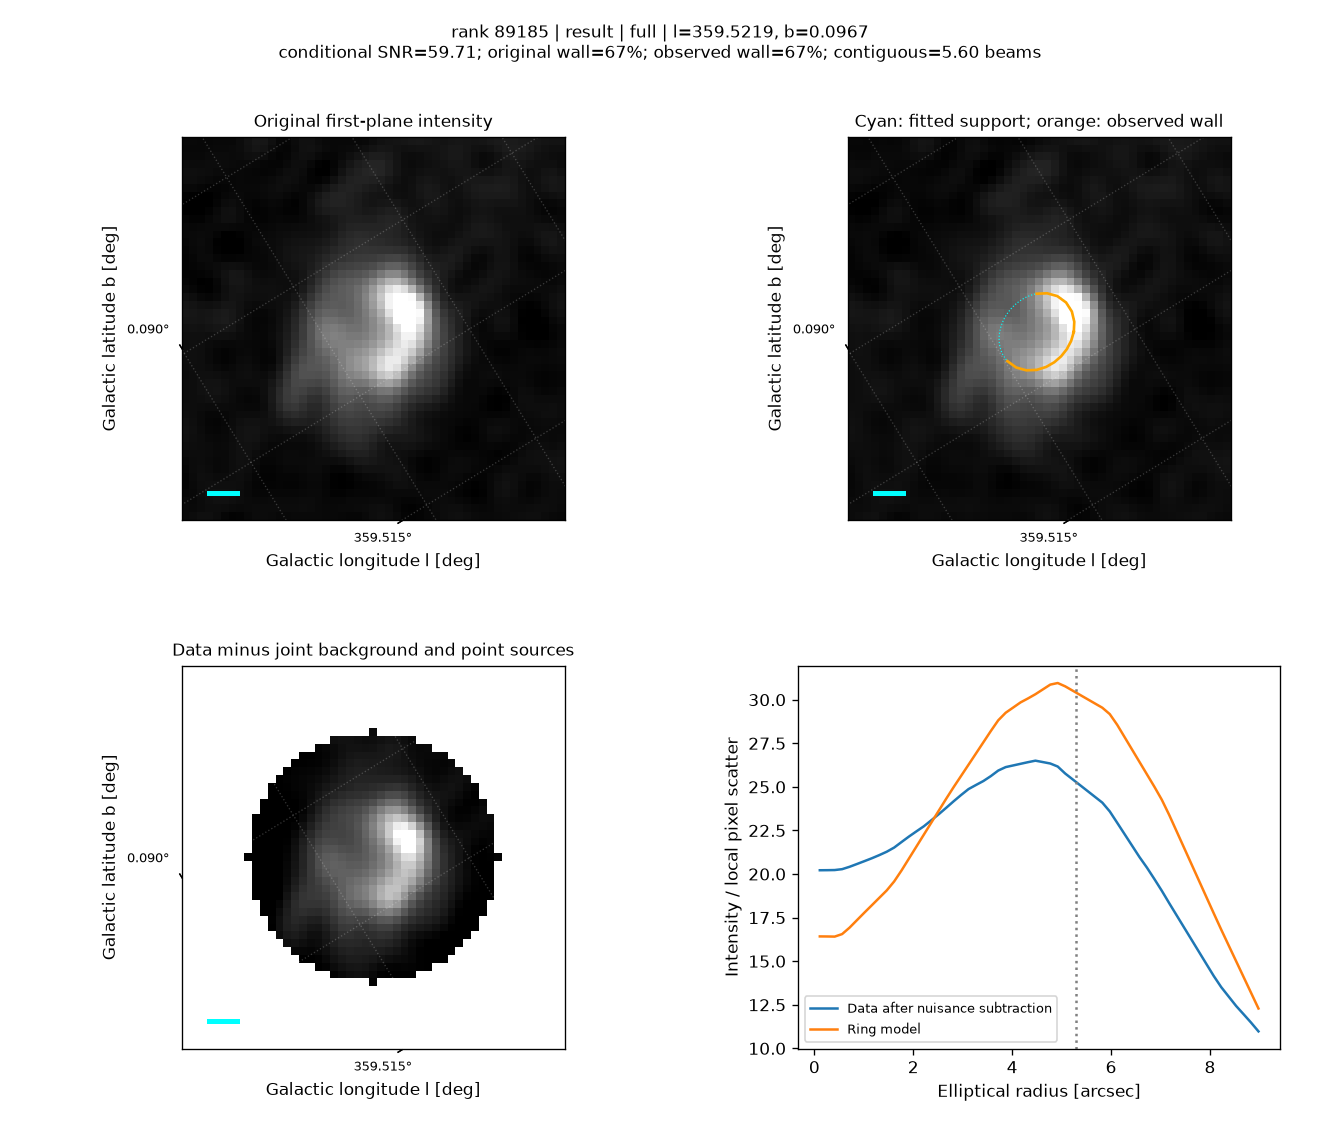 rank 89185 | result | full | l=359.5219, b=0.0967
conditional SNR=59.71; original wall=67%; observed wall=67%; contiguous=5.60 beams
Original first-plane intensity
Galactic latitude b [deg]
0.090°
359.515°
Galactic longitude l [deg]
Cyan: fitted support; orange: observed wall
Galactic latitude b [deg]
0.090°
359.515°
Galactic longitude l [deg]
Data minus joint background and point sources
Galactic latitude b [deg]
0.090°
359.515°
Galactic longitude l [deg]
Intensity / local pixel scatter
30.0
27.5
25.0
22.5
20.0
17.5
15.0
12.5
10.0
Data after nuisance subtraction
Ring model
0 2 4 6 8
Elliptical radius [arcsec]